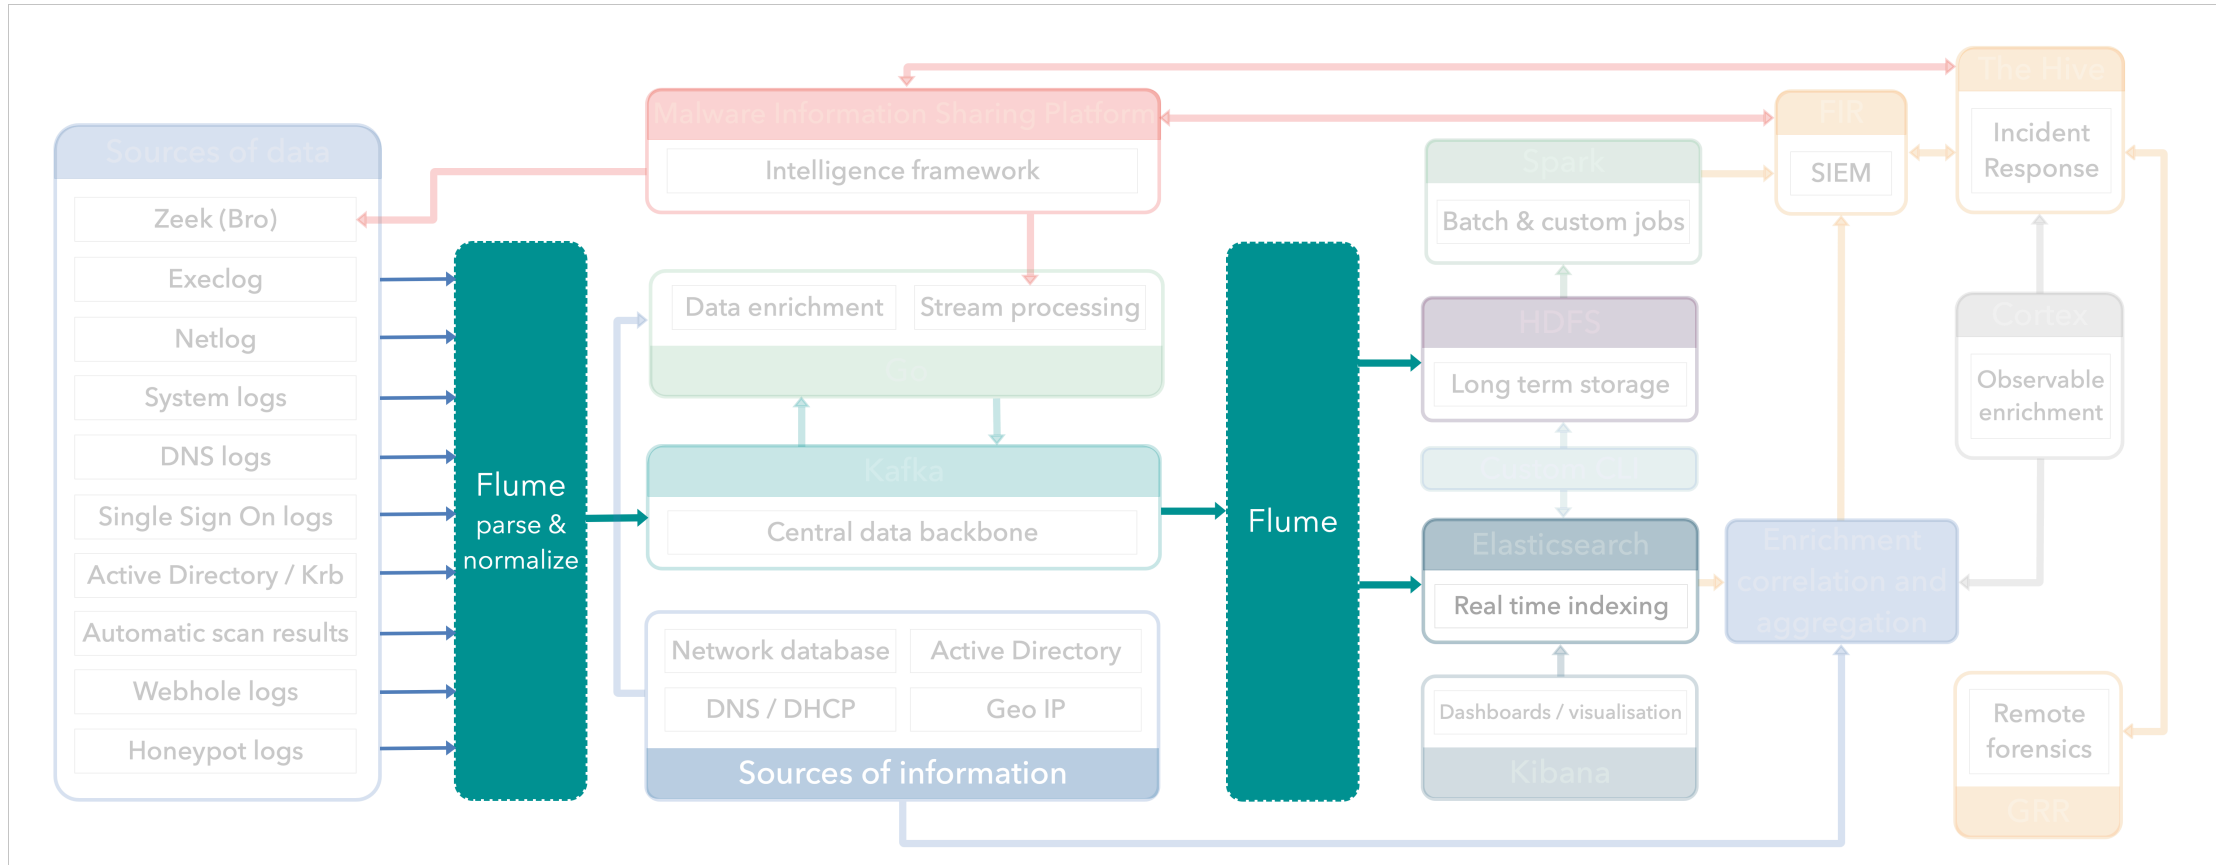 Sources of data
Zeek (Bro)
Execlog
Netlog
System logs
DNS logs
Single Sign On logs
Active Directory / Krb
Automatic scan results
Webhole logs
Honeypot logs
Flume
parse &
normalize
Malware Information Sharing Platform
Intelligence framework
Data enrichment
Stream processing
Go
Kafka
Central data backbone
Network database
Active Directory
DNS / DHCP
Geo IP
Sources of information
Flume
Spark
Batch & custom jobs
HDFS
Long term storage
Custom CLI
Elasticsearch
Real time indexing
Dashboards / visualisation
Kibana
FIR
SIEM
The Hive
Incident
Response
Cortex
Observable
enrichment
Enrichment
correlation and
aggregation
Remote
forensics
GRR